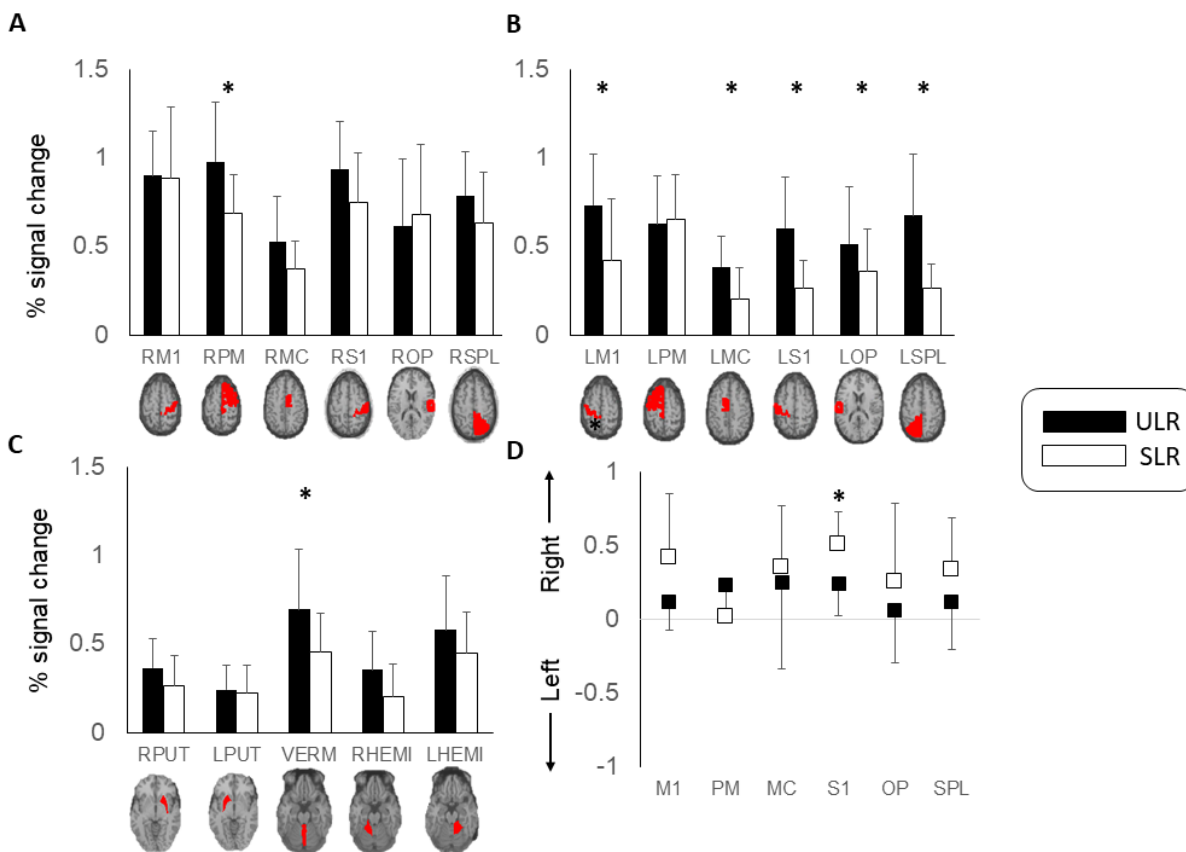 A
1.5
1
0.5
0
% signal change
*
RM1 RPM RMC RS1 ROP RSPL
B
1.5
1
0.5
0
* * * * *
LM1 LPM LMC LS1 LOP LSPL
*
ULR
SLR
C
1.5
1
0.5
0
% signal change
*
RPUT LPUT VERM RHEMI LHEMI
D
1
0.5
0
-0.5
-1
Right
Left
*
M1 PM MC S1 OP SPL